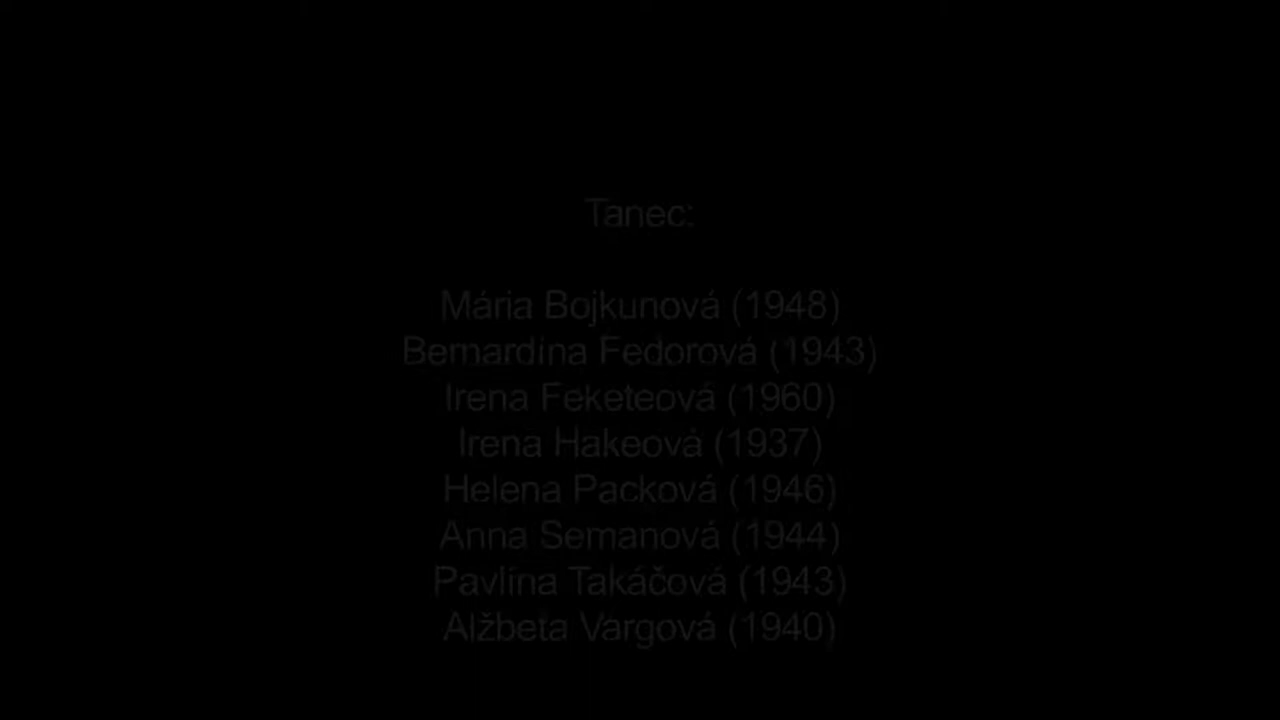 Tanec:
Mária Bojkunová (1948)
Bernardína Fedorová (1943)
Irena Feketeová (1960)
Irena Hakeová (1937)
Helena Packová (1946)
Anna Semanová (1944)
Pavlína Takáčová (1943)
Alžbeta Vargová (1940)